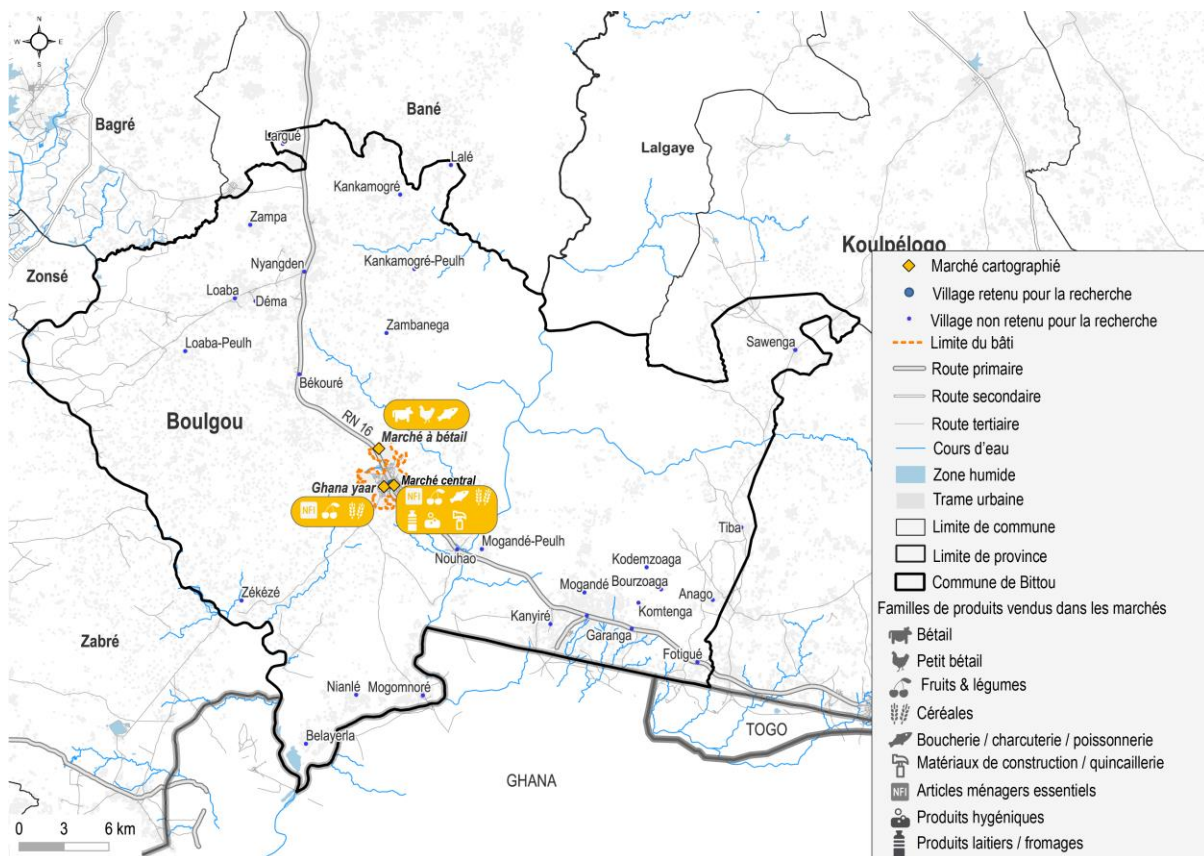 N
W
E
S
Bané
Bagré
Largué
Lalé
Lalgaye
Kankamogré
Zampa
Koulpélogo
Kankamogré-Peulh
Nyangden
Zonsé
Loaba
Déma
Zambanega
Loaba-Peulh
Sawenga
Békouré
Boulgou
RN 16
Marché à bétail
Ghana yaar
Marché central
NFI
NFI
Tiba
Mogandé-Peulh
Nouhao
Kodemzoaga
Mogandé
Bourzoaga
Zékézé
Anago
Komtenga
Kanyiré
Garanga
Zabré
Fotigué
Nianlé
Mogomnoré
TOGO
Belayerla
GHANA
0 3 6 km
Marché cartographié
Village retenu pour la recherche
Village non retenu pour la recherche
Limite du bâti
Route primaire
Route secondaire
Route tertiaire
Cours d'eau
Zone humide
Trame urbaine
Limite de commune
Limite de province
Commune de Bittou
Familles de produits vendus dans les marchés
Bétail
Petit bétail
Fruits & légumes
Céréales
Boucherie / charcuterie / poissonnerie
Matériaux de construction / quincaillerie
NFI Articles ménagers essentiels
Produits hygéniques
Produits laitiers / fromages